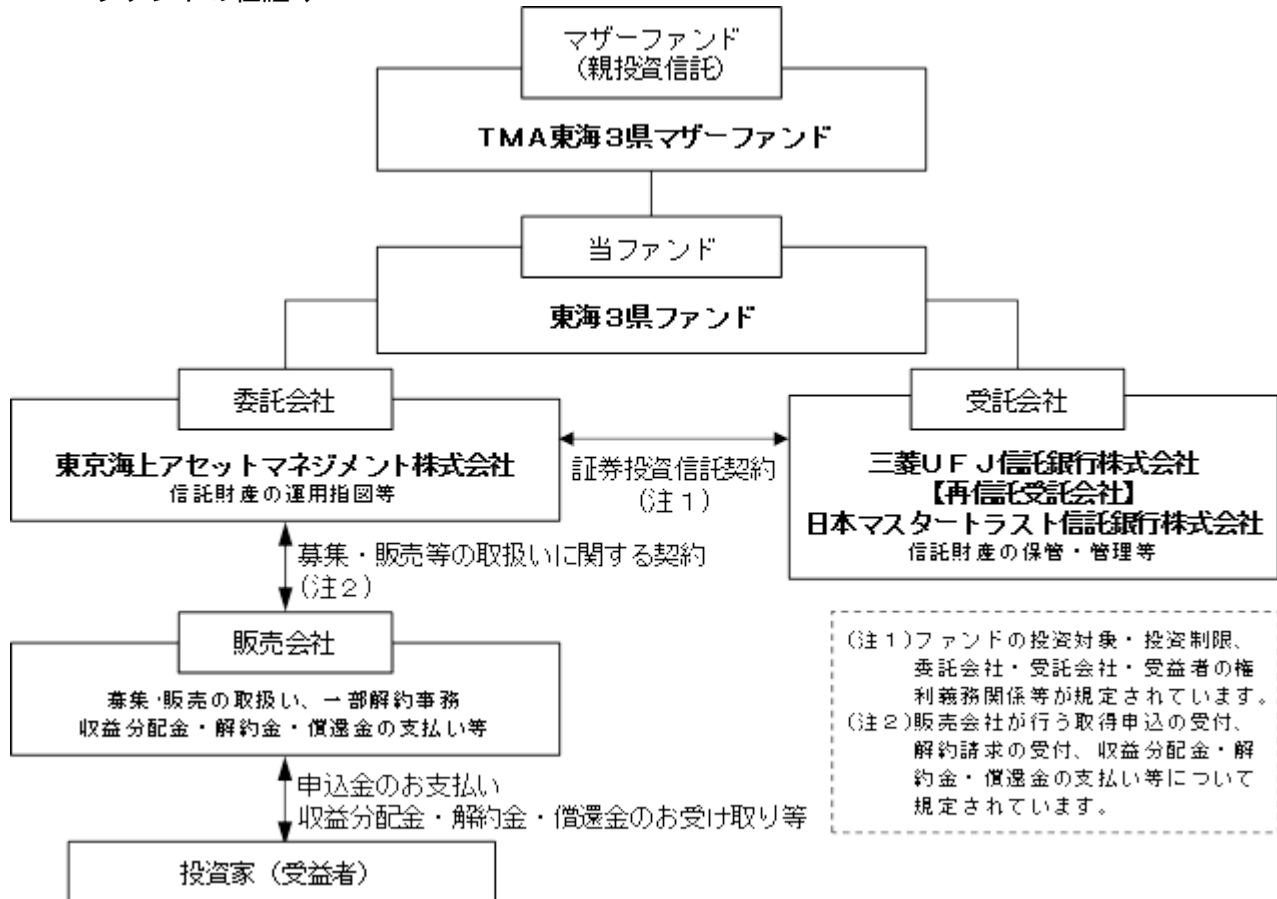 マザーファンド
(親投資信託)
TMA東海3県マザーファンド
当ファンド
東海3県ファンド
委託会社
東京海上アセットマネジメント株式会社
信託財産の運用指図等
証券投資信託契約
(注1)
受託会社
三菱UFJ信託銀行株式会社
【再信託受託会社】
日本マスタートラスト信託銀行株式会社
信託財産の保管・管理等
募集・販売等の取扱いに関する契約
(注2)
販売会社
募集・販売の取扱い、一部解約事務
収益分配金・解約金・償還金の支払い等
(注1)ファンドの投資対象・投資制限、
委託会社・受託会社・受益者の権
利義務関係等が規定されています。
(注2)販売会社が行う取得申込の受付、
解約請求の受付、収益分配金・解
約金・償還金の支払い等について
規定されています。
申込金のお支払い
収益分配金・解約金・償還金のお受け取り等
投資家(受益者)